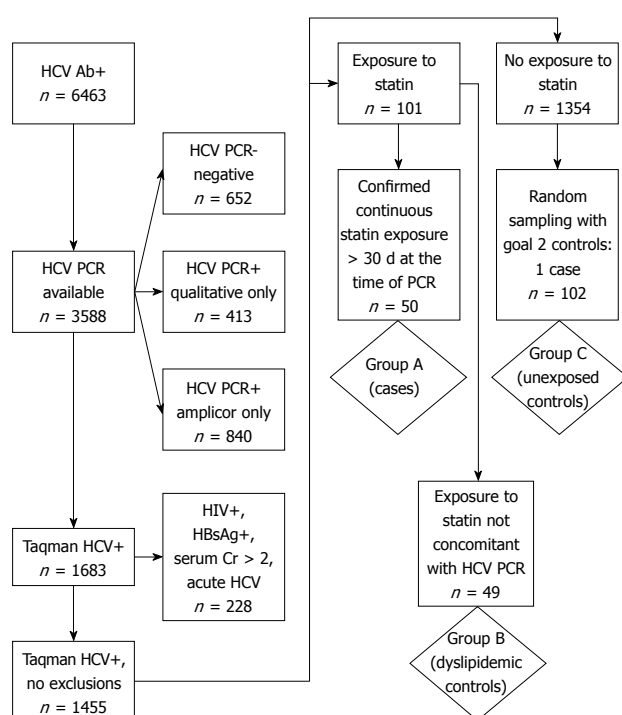 HCV Ab+
n = 6463
HCV PCR-
negative
n = 652
HCV PCR
available
n = 3588
HCV PCR+
qualitative only
n = 413
HCV PCR+
amplicor only
n = 840
Taqman HCV+
n = 1683
HIV+,
HBsAg+,
serum Cr > 2,
acute HCV
n = 228
Taqman HCV+,
no exclusions
n = 1455
Exposure to
statin
n = 101
No exposure to
statin
n = 1354
Confirmed
continuous
statin exposure
> 30 d at the
time of PCR
n = 50
Random
sampling with
goal 2 controls:
1 case
n = 102
Group A
(cases)
Group C
(unexposed
controls)
Exposure to
statin not
concomitant
with HCV PCR
n = 49
Group B
(dyslipidemic
controls)